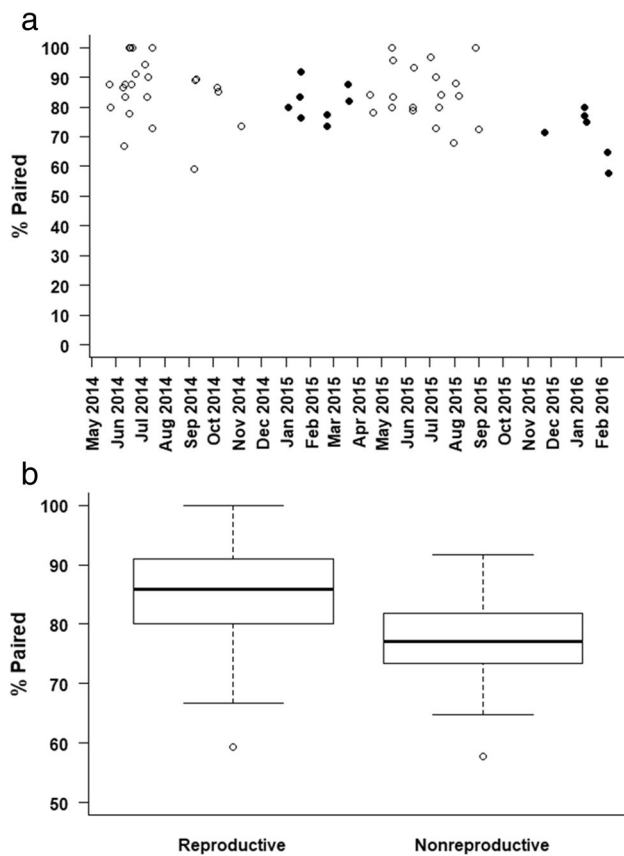 a
100
90
80
70
60
50
40
30
20
10
0
% Paired
May 2014
Jun 2014
Jul 2014
Aug 2014
Sep 2014
Oct 2014
Nov 2014
Dec 2014
Jan 2015
Feb 2015
Mar 2015
Apr 2015
May 2015
Jun 2015
Jul 2015
Aug 2015
Sep 2015
Oct 2015
Nov 2015
Dec 2015
Jan 2016
Feb 2016
b
100
90
80
70
60
50
% Paired
Reproductive
Nonreproductive